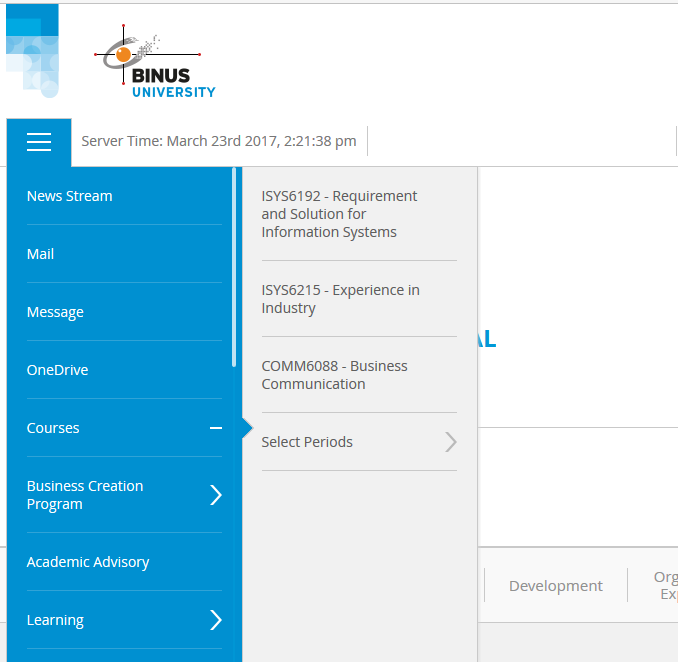 BINUS
UNIVERSITY
Server Time: March 23rd 2017, 2:21:38 pm
News Stream
Mail
Message
OneDrive
Courses
Business Creation
Program
Academic Advisory
Learning
ISYS6192 - Requirement
and Solution for
Information Systems
ISYS6215 - Experience in
Industry
COMM6088 - Business
Communication
Select Periods
AL
Development
Org
Exp